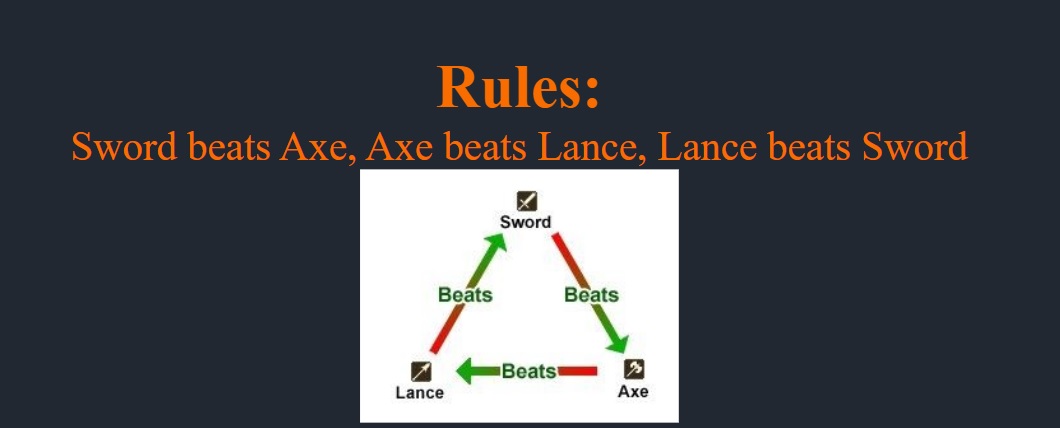 Rules:
Sword beats Axe, Axe beats Lance, Lance beats Sword
Sword
Beats
Beats
Beats
Lance
Axe